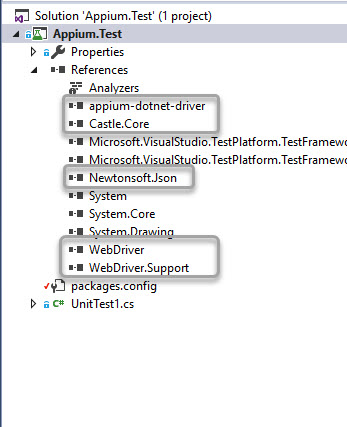 Solution 'Appium.Test' (1 project)
Appium.Test
Properties
References
Analyzers
appium-dotnet-driver
Castle.Core
Microsoft.VisualStudio.TestPlatform.TestFramewo
Microsoft.VisualStudio.TestPlatform.TestFramewo
Newtonsoft.Json
System
System.Core
System.Drawing
WebDriver
WebDriver.Support
packages.config
C# UnitTest1.cs